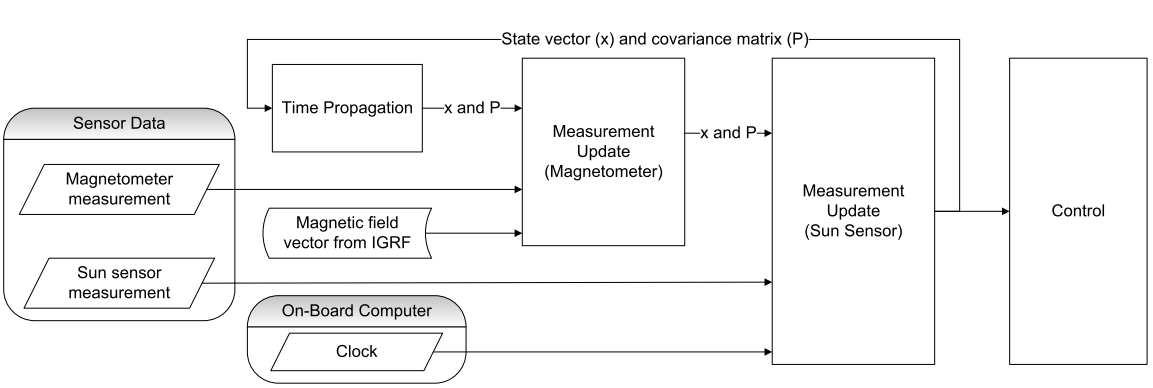 State vector (x) and covariance matrix (P)
Time Propagation
x and P
Measurement
Update
(Magnetometer)
x and P
Measurement
Update
(Sun Sensor)
Control
Sensor Data
Magnetometer
measurement
Magnetic field
vector from IGRF
Sun sensor
measurement
On-Board Computer
Clock